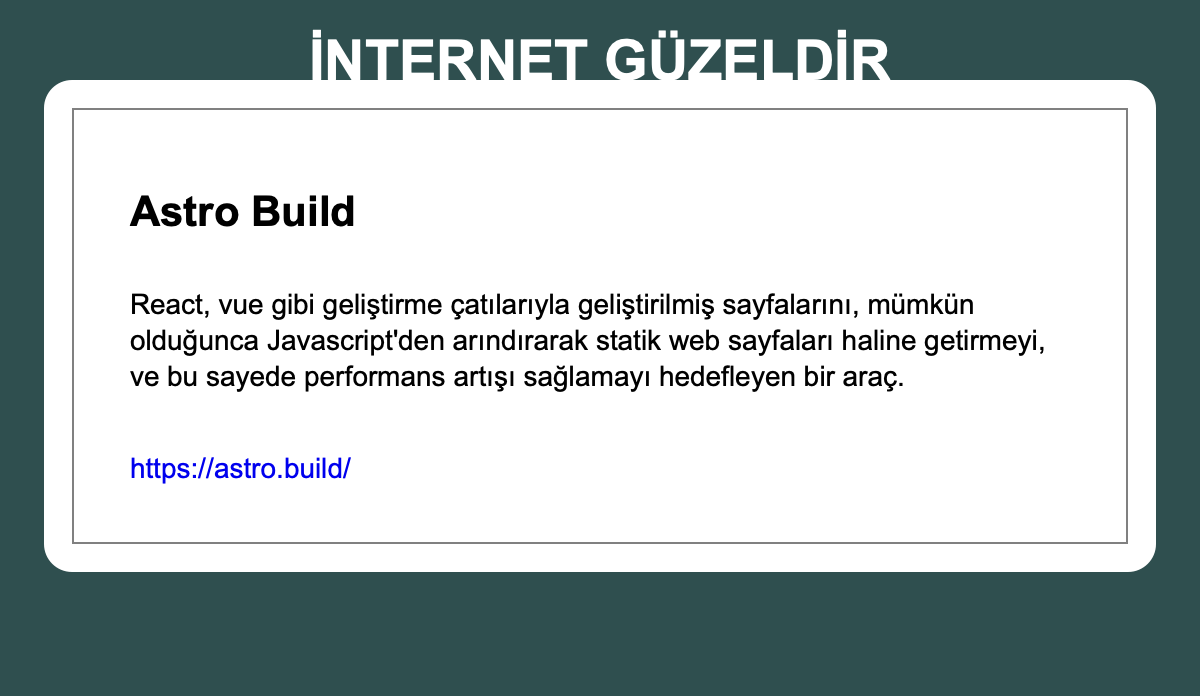 İNTERNET GÜZELDİR
Astro Build
React, vue gibi geliştirme çatılarıyla geliştirilmiş sayfalarını, mümkün
olduğunca Javascript'den arındırarak statik web sayfaları haline getirmeyi,
ve bu sayede performans artışı sağlamayı hedefleyen bir araç.
https://astro.build/